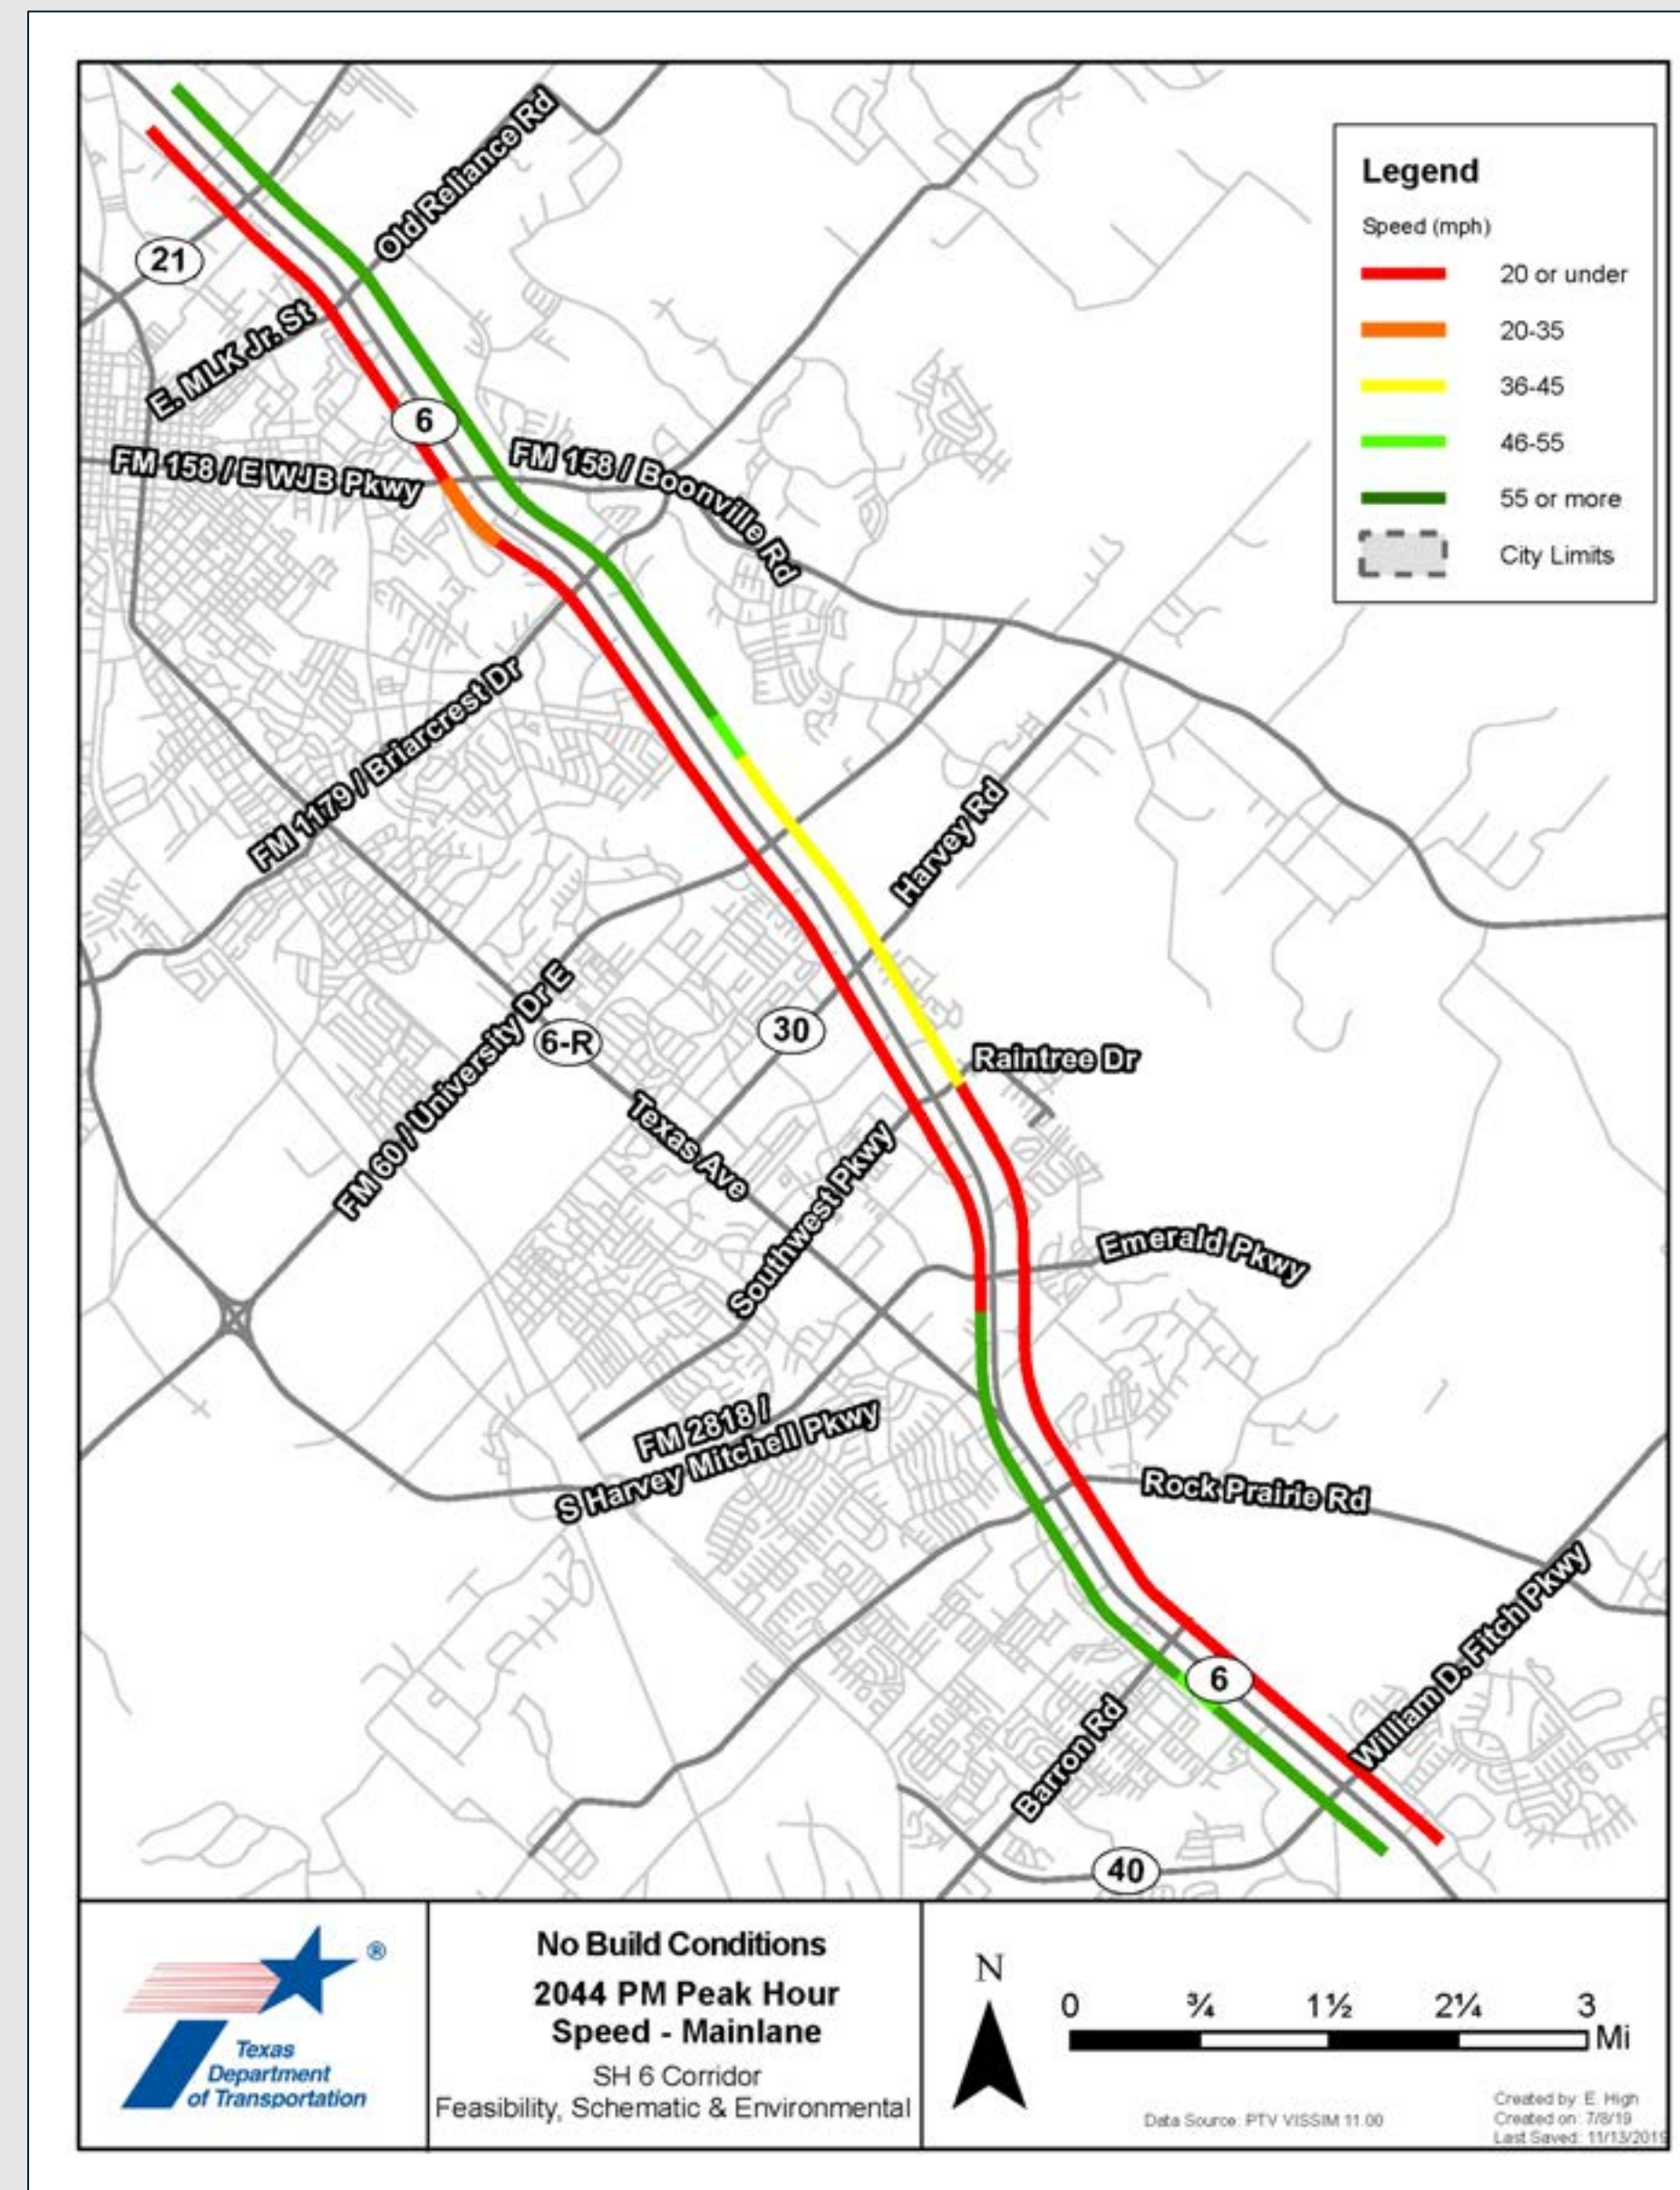 Old Reliance Rd
21
E. MLK Jr. St
6
FM 158 / E WJB Pkwy
FM 158 / Boonville Rd
FM 1179 / Briarcrest Dr
Harvey Rd
30
6-R
Raintree Dr
FM 60 / University Dr E
Texas Ave
Southwest Pkwy
Emerald Pkwy
FM 2818 /
S Harvey Mitchell Pkwy
Rock Prairie Rd
William D. Fitch Pkwy
6
Barron Rd
40
Legend
Speed (mph)
20 or under
20-35
36-45
46-55
55 or more
City Limits
®
Texas
Department
of Transportation
No Build Conditions
2044 PM Peak Hour
Speed - Mainlane
SH 6 Corridor
Feasibility, Schematic & Environmental
N
0 ¾ 1½ 2¼ 3
Mi
Data Source: PTV VISSIM 11.00
Created by: E. High
Created on: 7/8/19
Last Saved: 11/13/2019